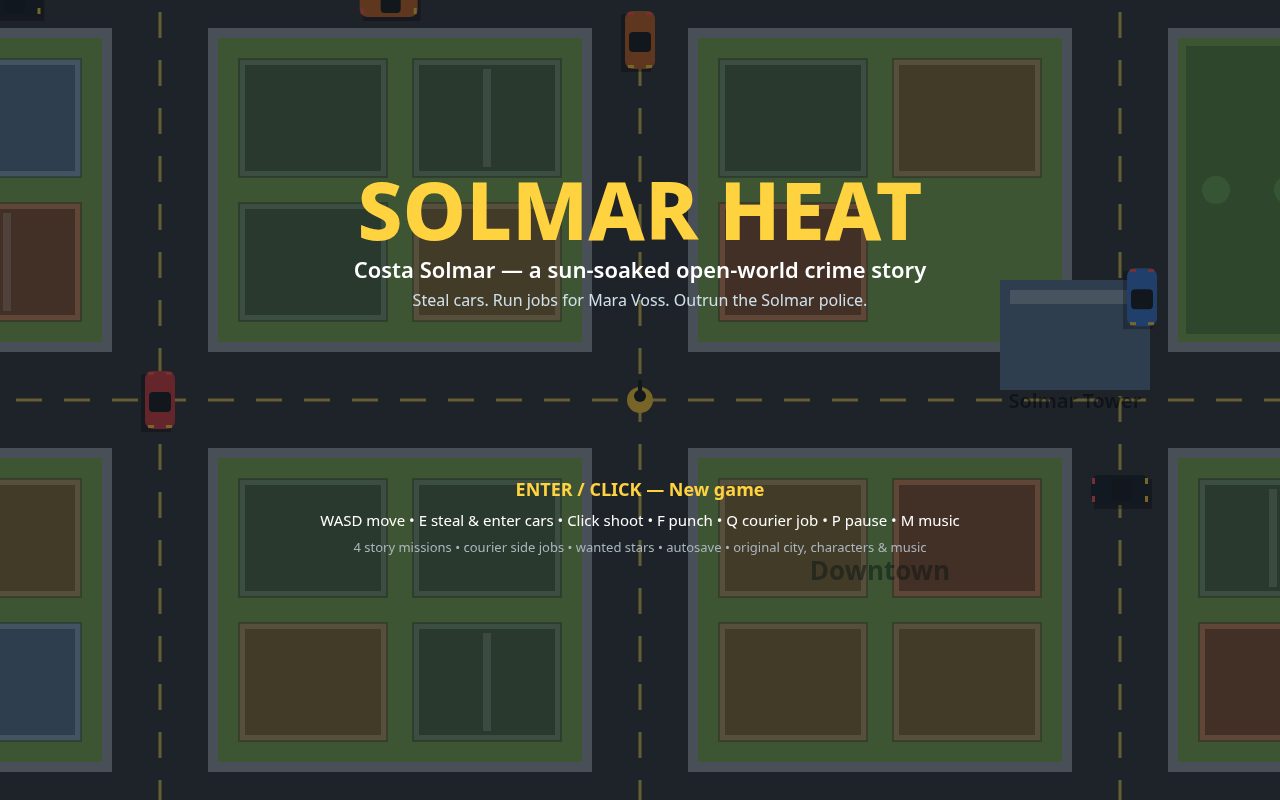 SOLMAR HEAT
Costa Solmar — a sun-soaked open-world crime story
Steal cars. Run jobs for Mara Voss. Outrun the Solmar police.
Solmar Tower
ENTER / CLICK — New game
WASD move • E steal & enter cars • Click shoot • F punch • Q courier job • P pause • M music
4 story missions • courier side jobs • wanted stars • autosave • original city, characters & music
Downtown